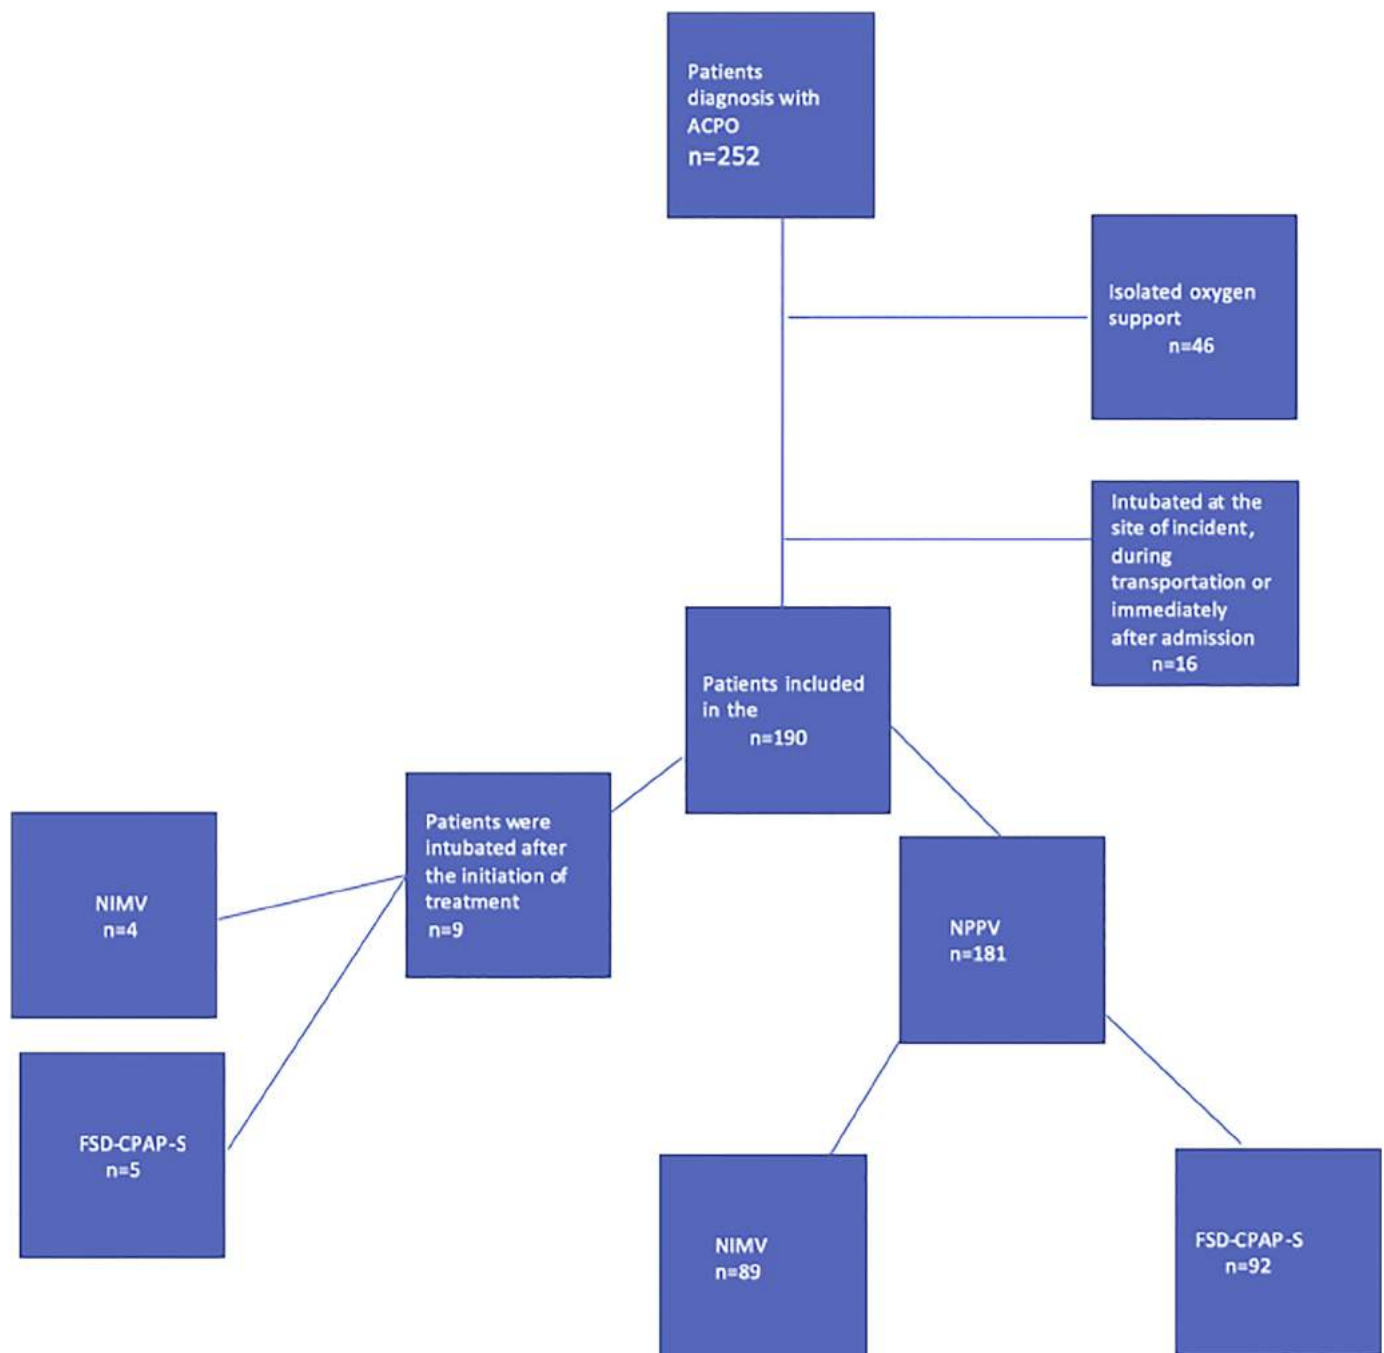 Patients
diagnosis with
ACPO
n=252
Isolated oxygen
support
n=46
Intubated at the
site of incident,
during
transportation or
immediately
after admission
n=16
Patients included
in the
n=190
Patients were
intubated after
the initiation of
treatment
n=9
NIMV
n=4
FSD-CPAP-S
n=5
NPPV
n=181
NIMV
n=89
FSD-CPAP-S
n=92